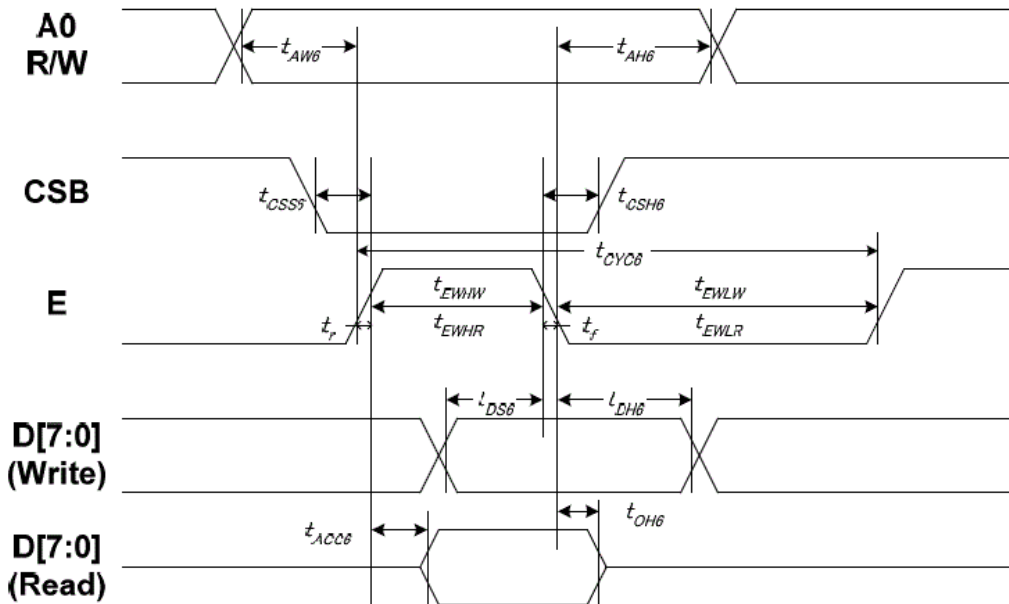 A0
R/W
tAW6
tAH6
CSB
tCSS6
tCSH6
tCYC6
E
tEWHW
tEWLW
tr
tEWHR
tf
tEWLR
tDS6
tDH6
D[7:0]
(Write)
tACC6
tOH6
D[7:0]
(Read)